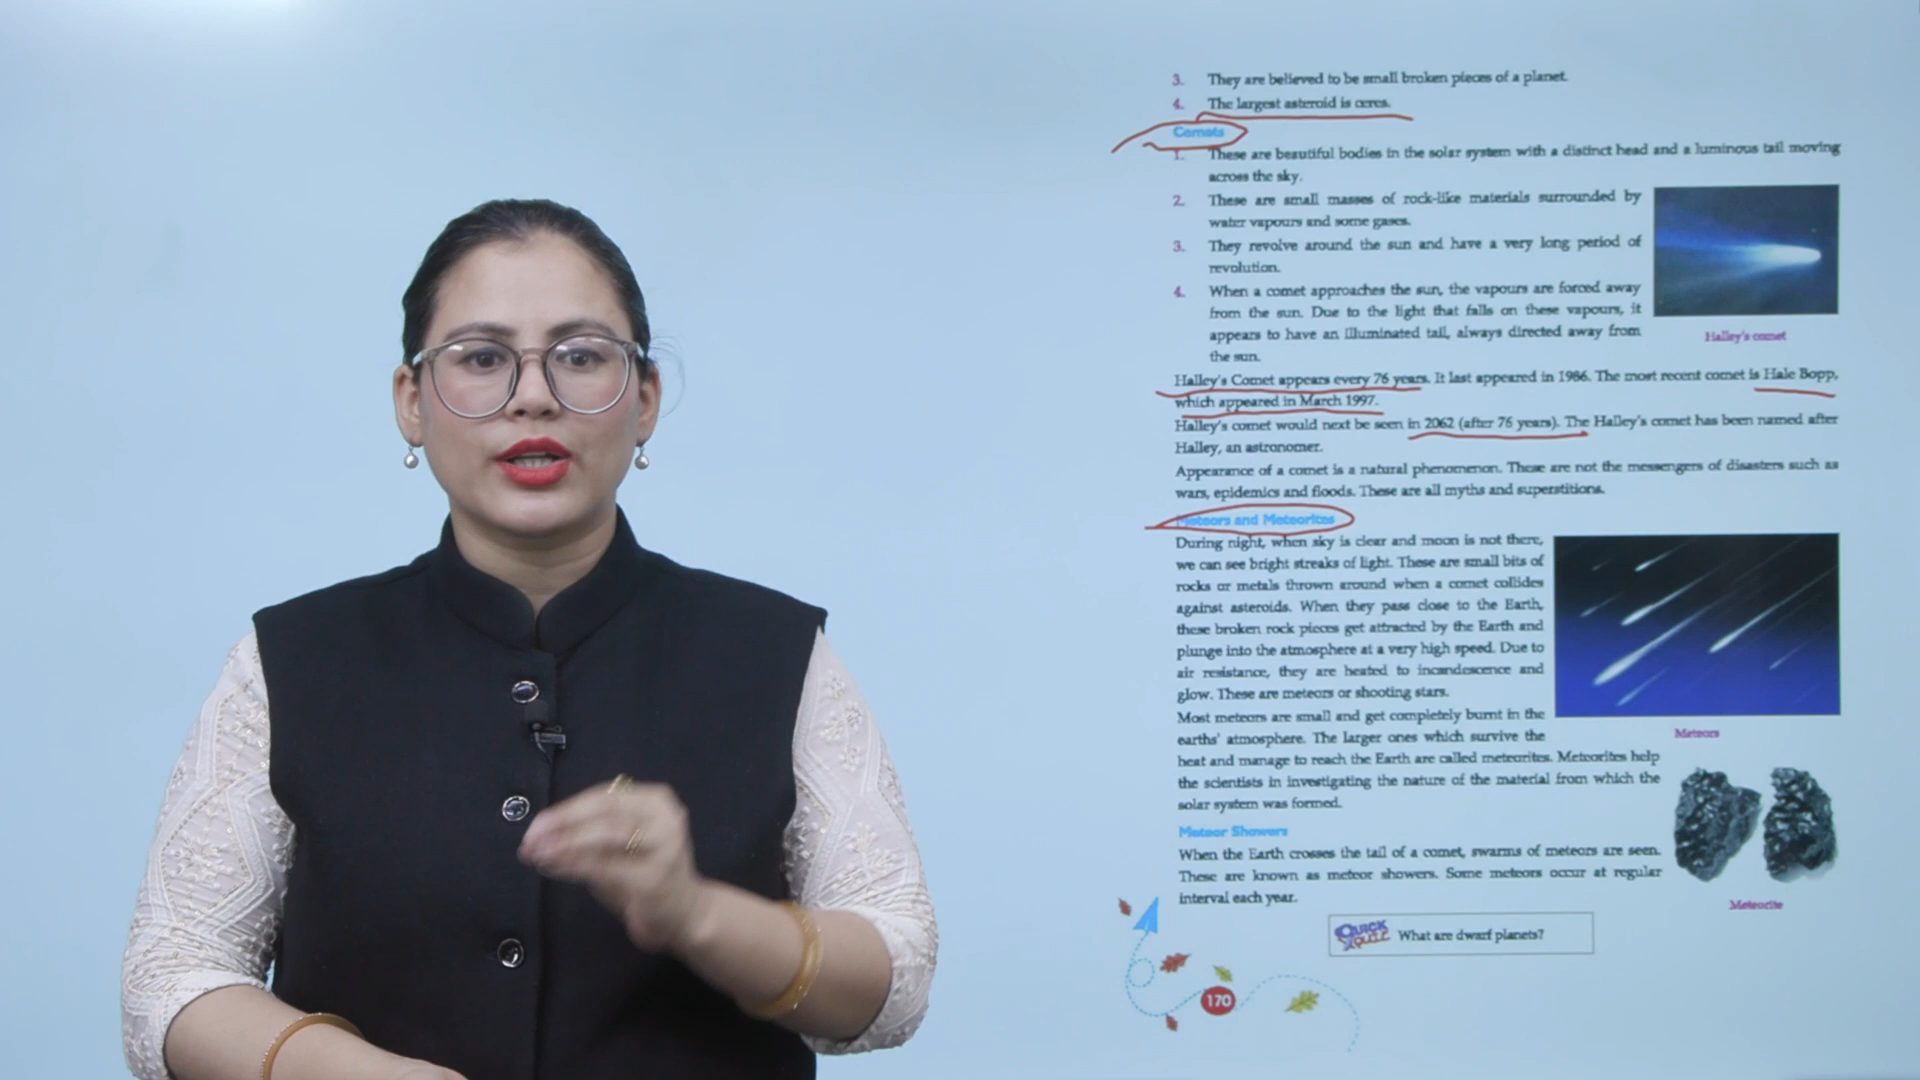 3. They are believed to be small broken pieces of a planet.
4. The largest asteroid is ceres.
Comets
1. These are beautiful bodies in the solar system with a distinct head and a luminous tail moving
across the sky.
2. These are small masses of rock-like materials surrounded by
water vapours and some gases.
3. They revolve around the sun and have a very long period of
revolution.
4. When a comet approaches the sun, the vapours are forced away
from the sun. Due to the light that falls on these vapours, it
appears to have an illuminated tail, always directed away from
the sun.
Halley's comet
Halley's Comet appears every 76 years. It last appeared in 1986. The most recent comet is Hale Bopp,
which appeared in March 1997.
Halley's comet would next be seen in 2062 (after 76 years). The Halley's comet has been named after
Halley, an astronomer.
Appearance of a comet is a natural phenomenon. These are not the messengers of disasters such as
wars, epidemics and floods. These are all myths and superstitions.
Meteors and Meteorites
During night, when sky is clear and moon is not there,
we can see bright streaks of light. These are small bits of
rocks or metals thrown around when a comet collides
against asteroids. When they pass close to the Earth,
these broken rock pieces get attracted by the Earth and
plunge into the atmosphere at a very high speed. Due to
air resistance, they are heated to incandescence and
glow. These are meteors or shooting stars.
Most meteors are small and get completely burnt in the
earths' atmosphere. The larger ones which survive the
Meteors
heat and manage to reach the Earth are called meteorites. Meteorites help
the scientists in investigating the nature of the material from which the
solar system was formed.
Meteor Showers
When the Earth crosses the tail of a comet, swarms of meteors are seen.
These are known as meteor showers. Some meteors occur at regular
interval each year.
Meteorite
QUICK QUIZ What are dwarf planets?
170